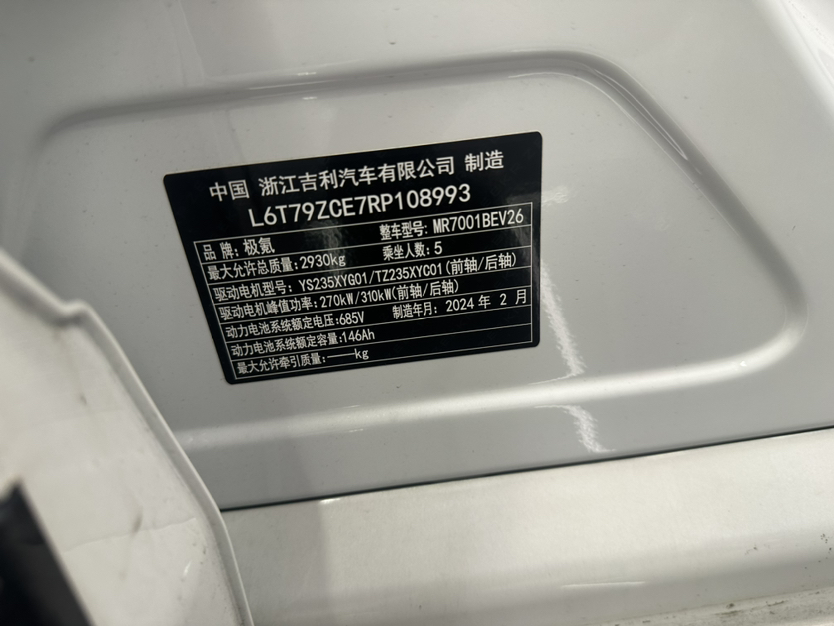 中国 浙江吉利汽车有限公司 制造
L6T79ZCE7RP108993
品牌:极氪 整车型号: MR7001BEV26
最大允许总质量:2930kg 乘坐人数:5
驱动电机型号: YS235XYG01/TZ235XYC01(前轴/后轴)
驱动电机峰值功率:270kW/310kW(前轴/后轴)
动力电池系统额定电压:685V 制造年月: 2024 年 2 月
动力电池系统额定容量:146Ah
最大允许牵引质量:——kg